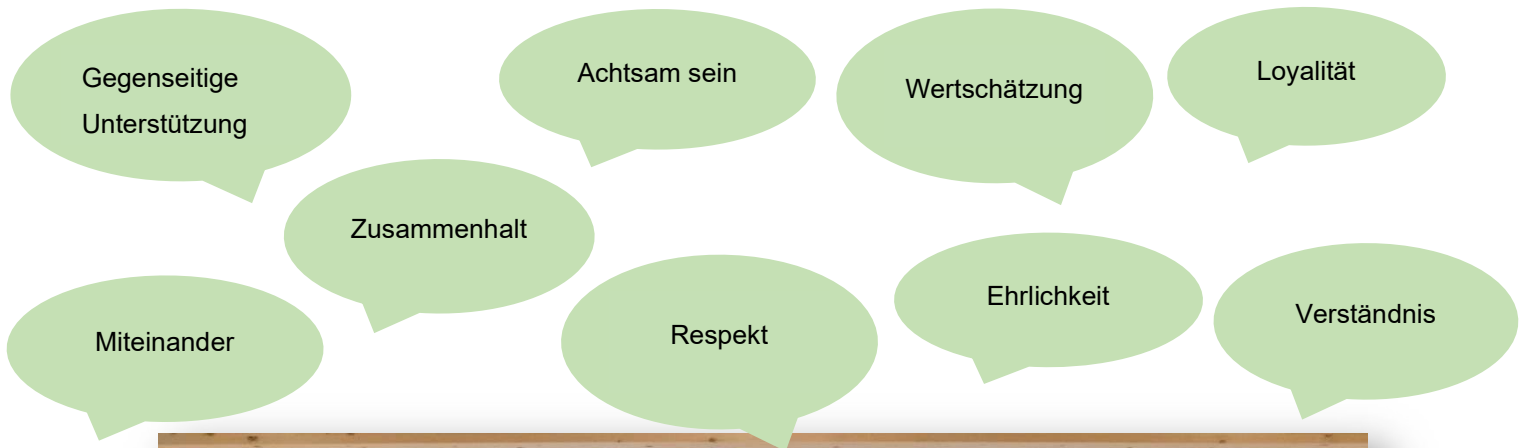 Gegenseitige
Unterstützung
Achtsam sein
Wertschätzung
Loyalität
Zusammenhalt
Ehrlichkeit
Verständnis
Miteinander
Respekt